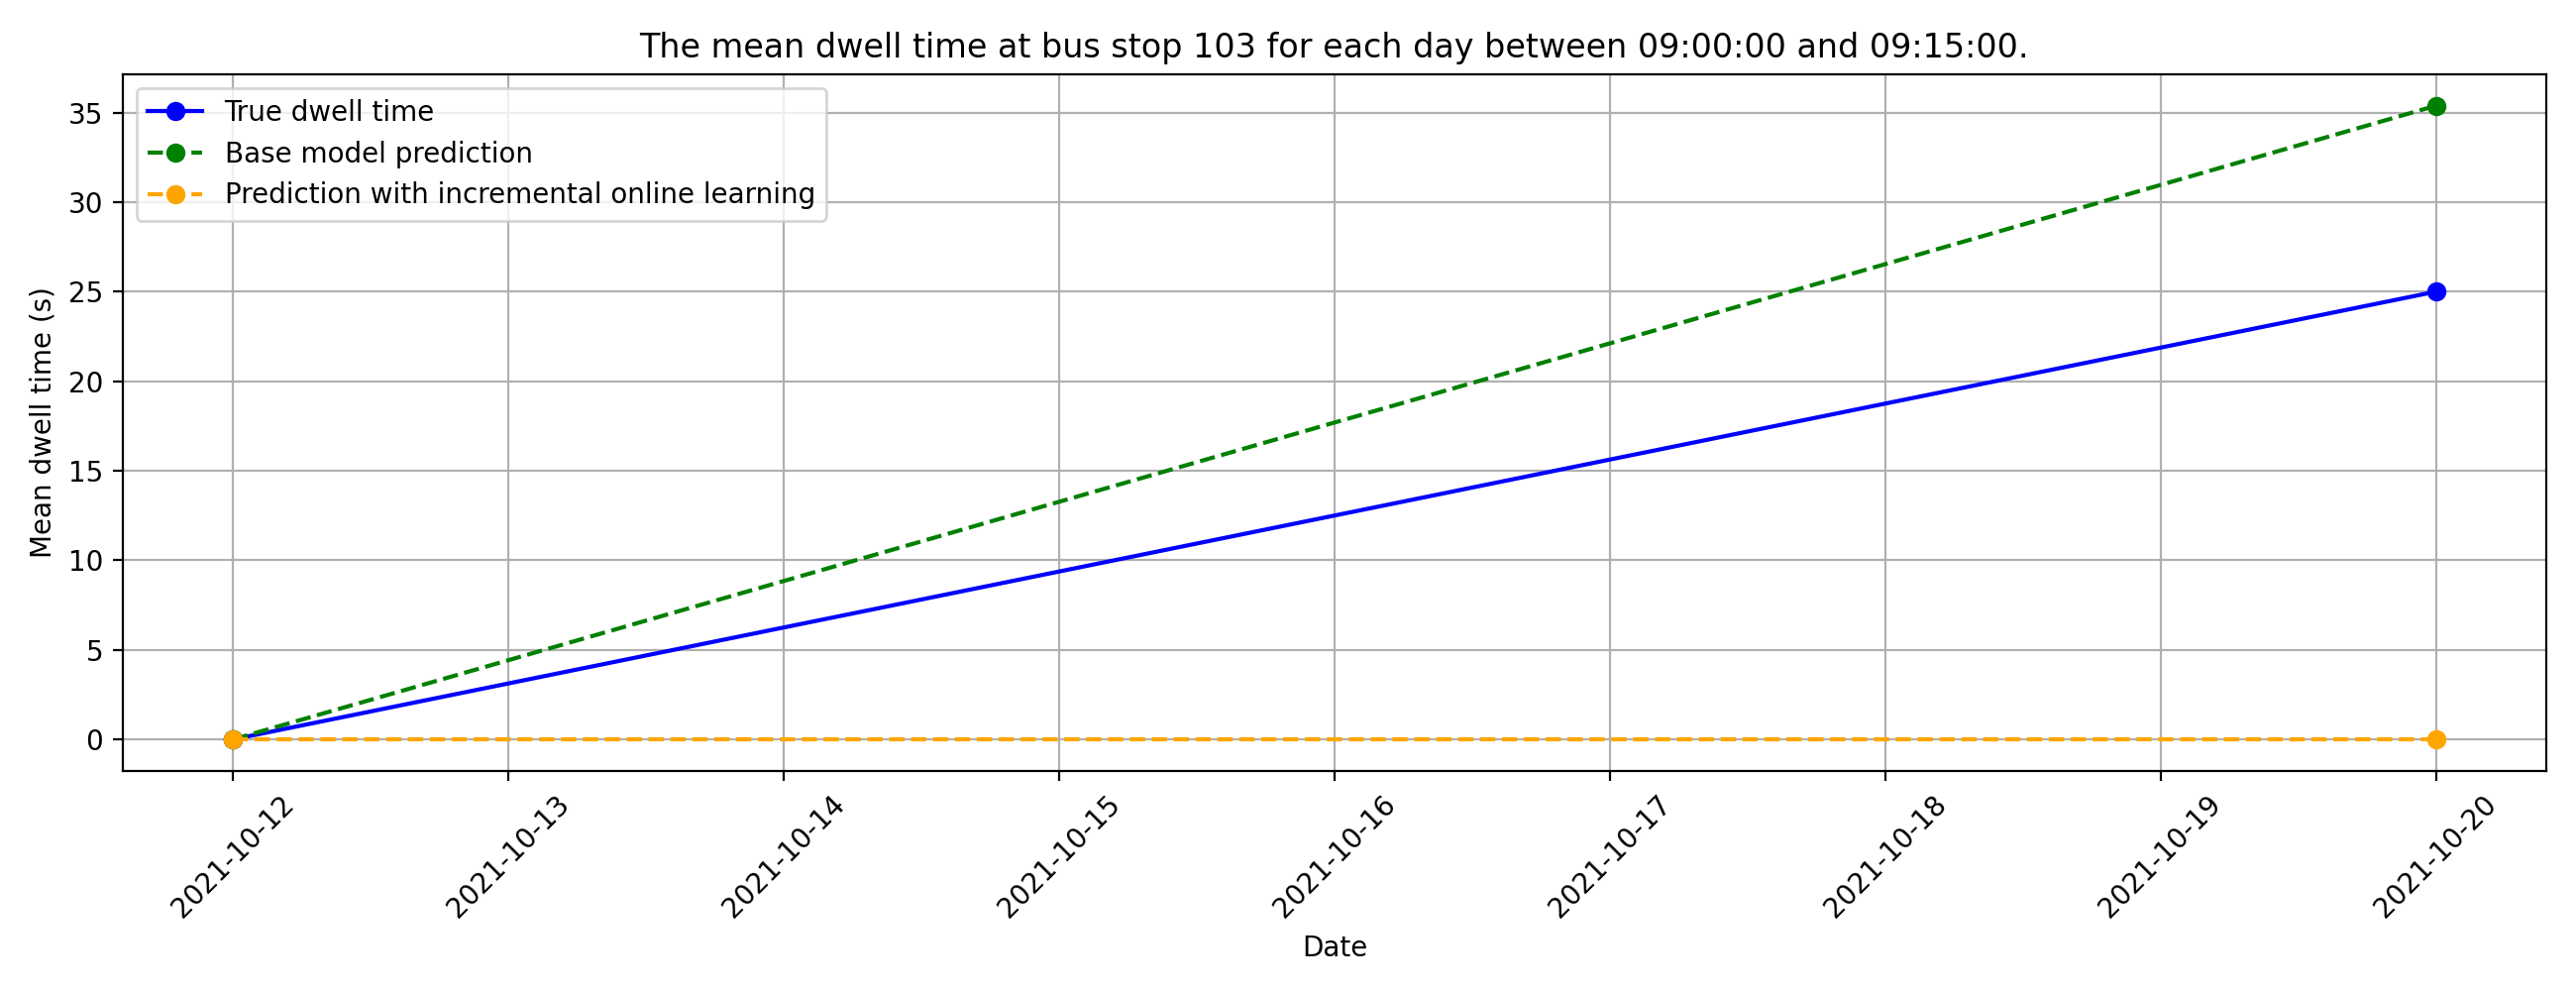 The mean dwell time at bus stop 103 for each day between 09:00:00 and 09:15:00.
True dwell time
Base model prediction
Prediction with incremental online learning
Mean dwell time (s)
35
30
25
20
15
10
5
0
2021-10-12
2021-10-13
2021-10-14
2021-10-15
2021-10-16
2021-10-17
2021-10-18
2021-10-19
2021-10-20
Date